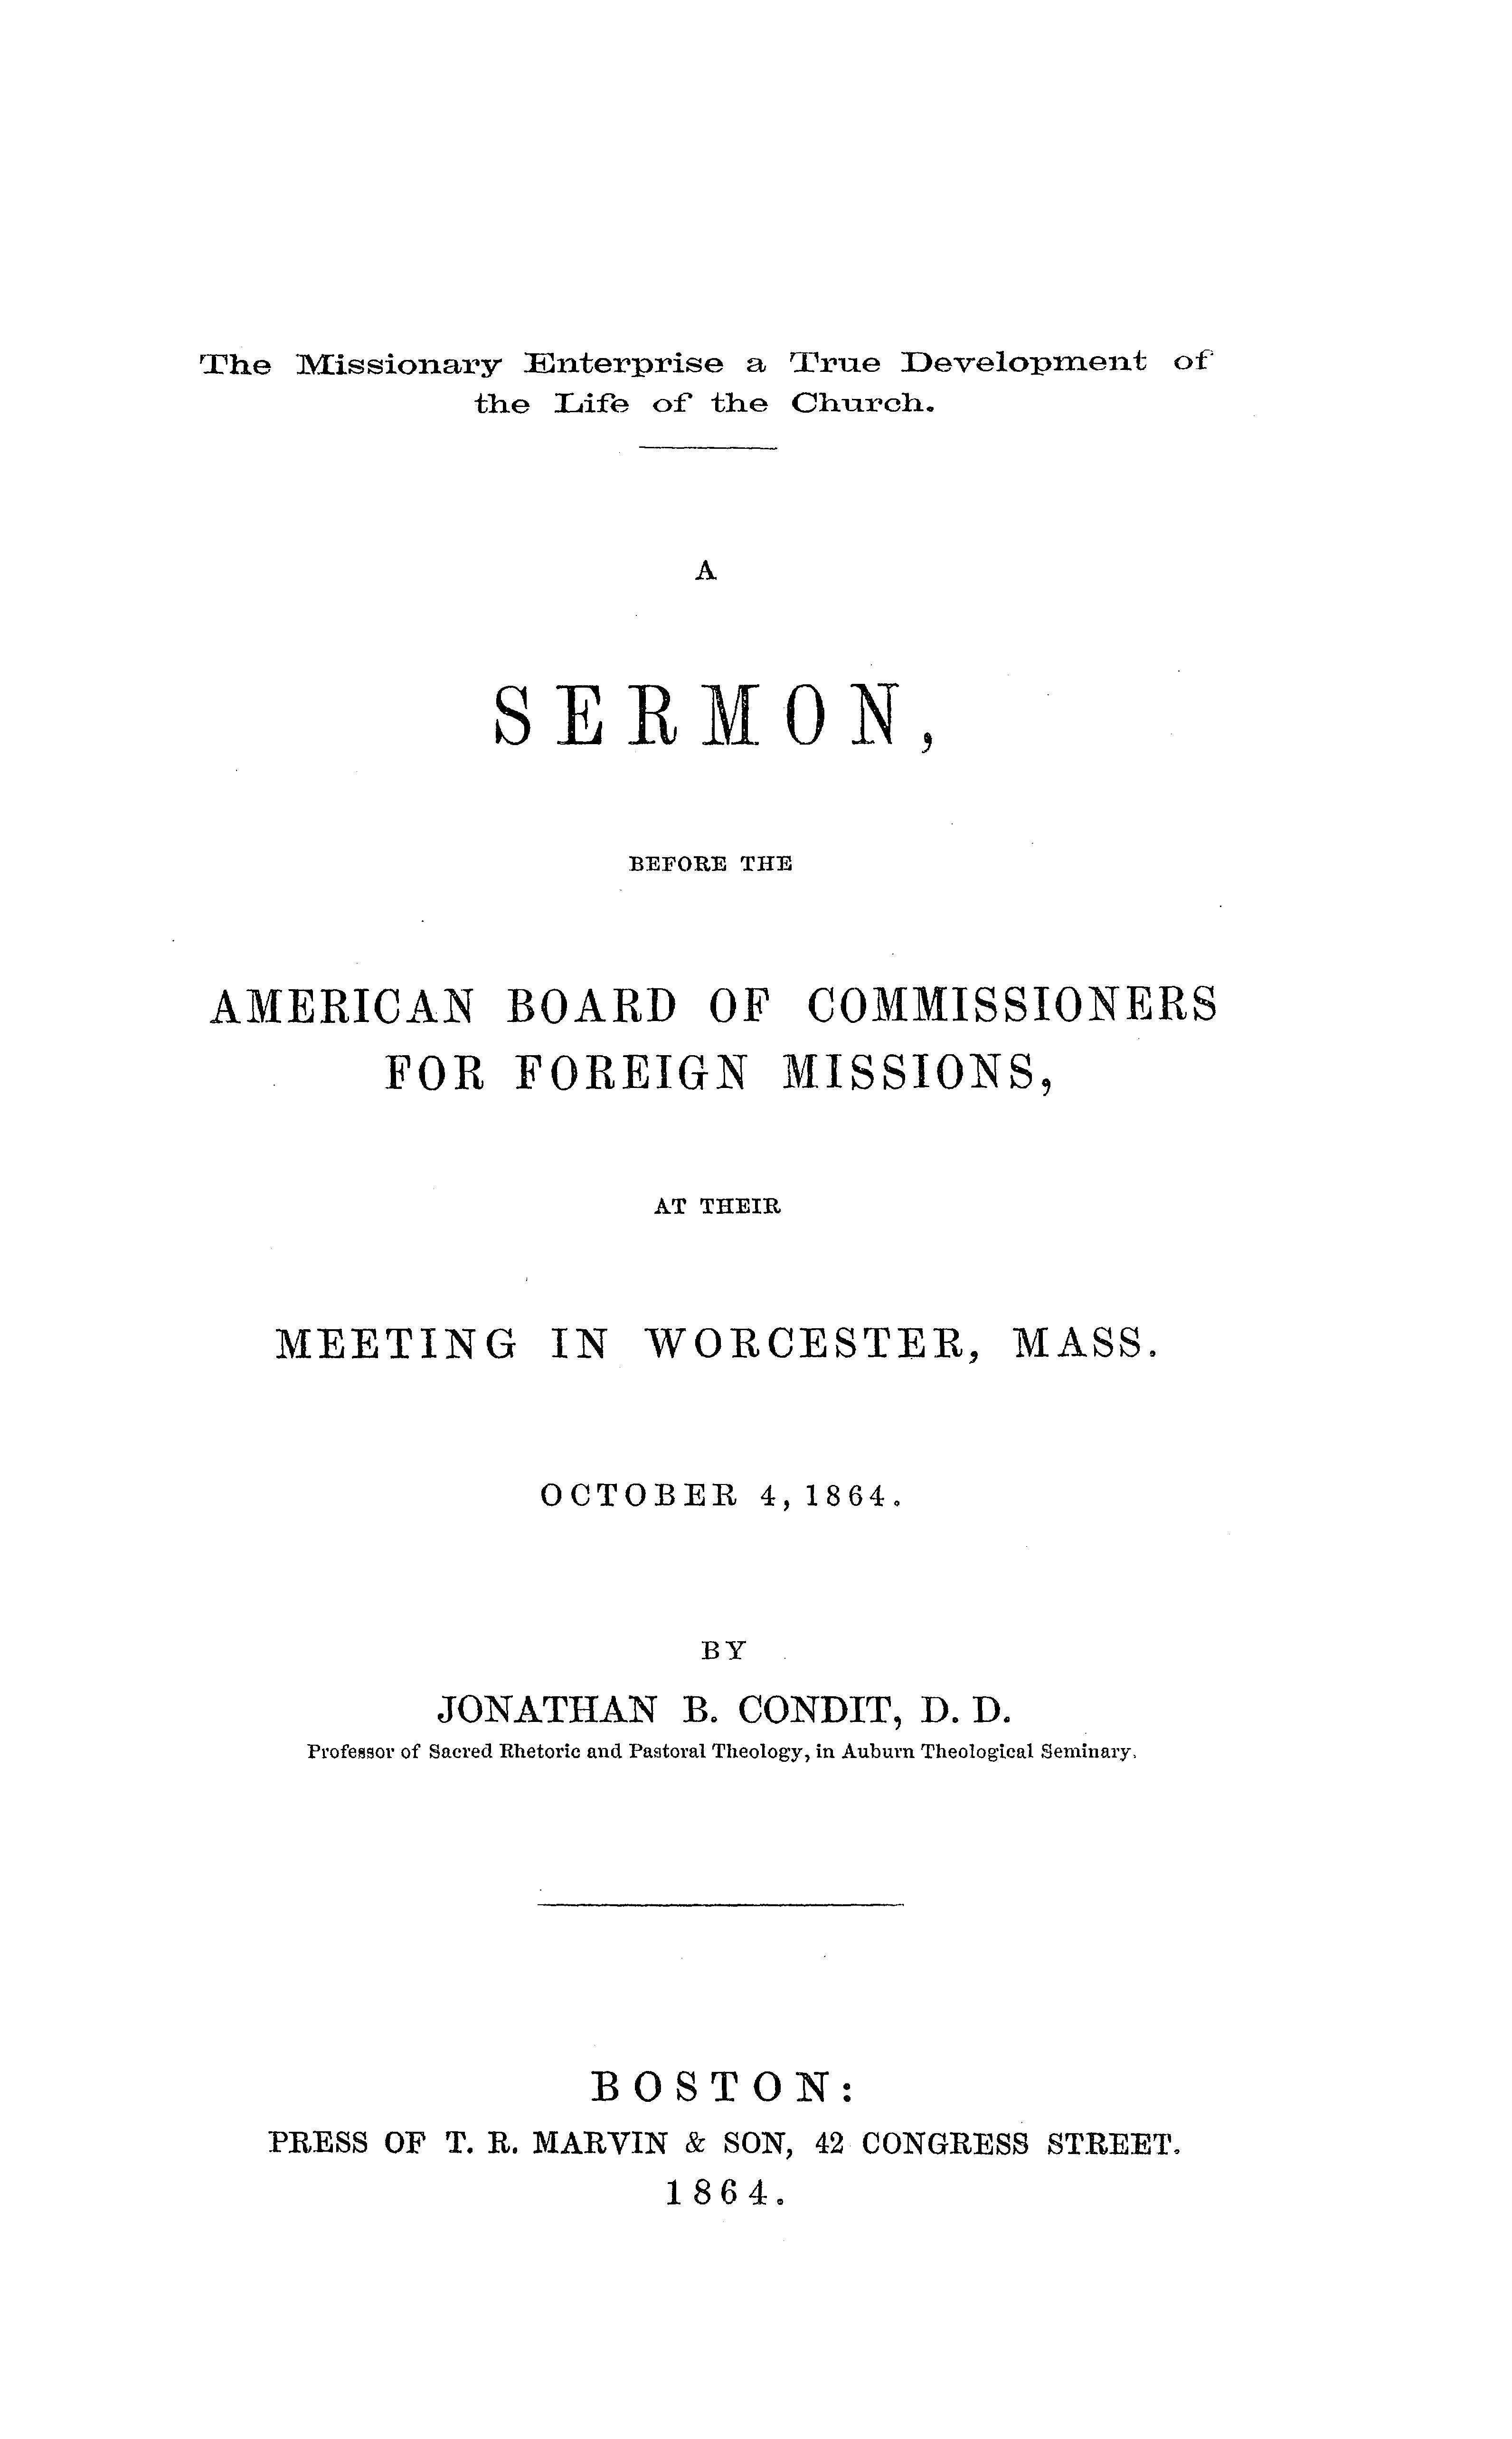 The Missionary Enterprise a True Development of
the Life of the Church.
A
SERMON,
BEFORE THE
AMERICAN BOARD OF COMMISSIONERS
FOR FOREIGN MISSIONS,
AT THEIR
MEETING IN WORCESTER, MASS.
OCTOBER 4, 1864.
BY
JONATHAN B. CONDIT, D. D.
Professor of Sacred Rhetoric and Pastoral Theology, in Auburn Theological Seminary.
BOSTON:
PRESS OF T. R. MARVIN & SON, 42 CONGRESS STREET.
1864.